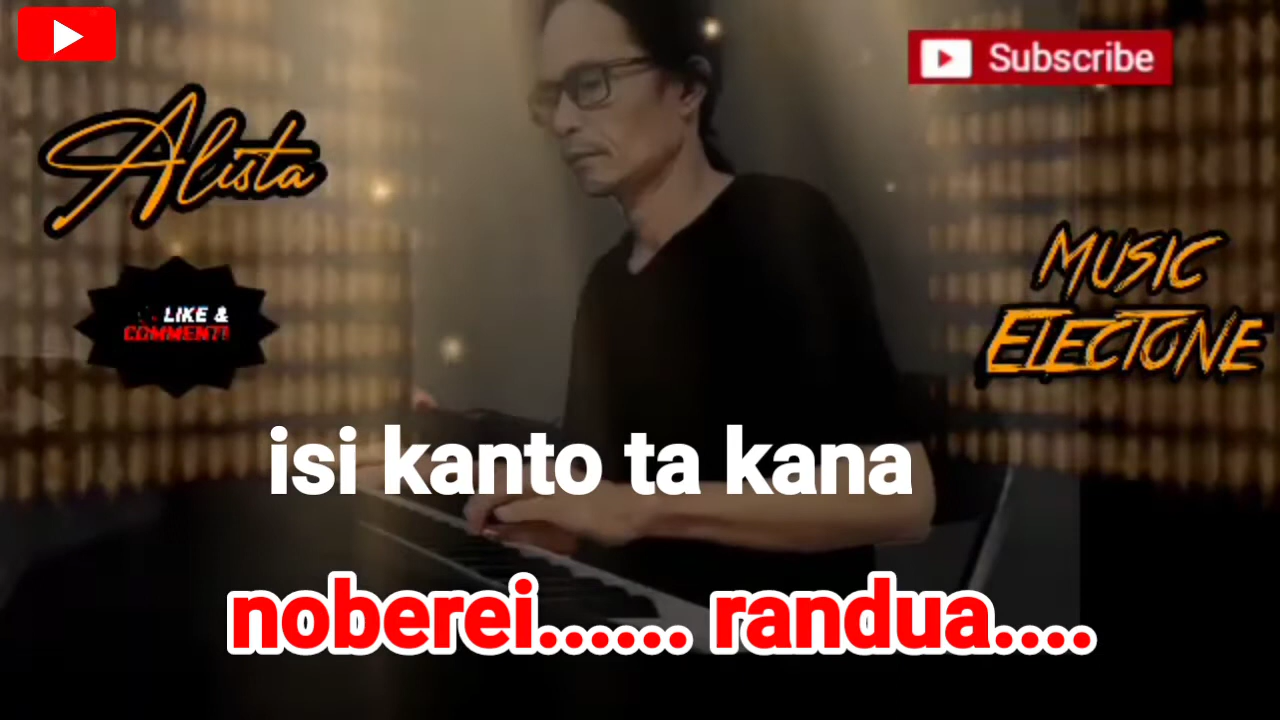 Subscribe
Alista
LIKE &
COMMENT!
MUSIC
ELECTONE
isi kanto ta kana
noberei...... randua....